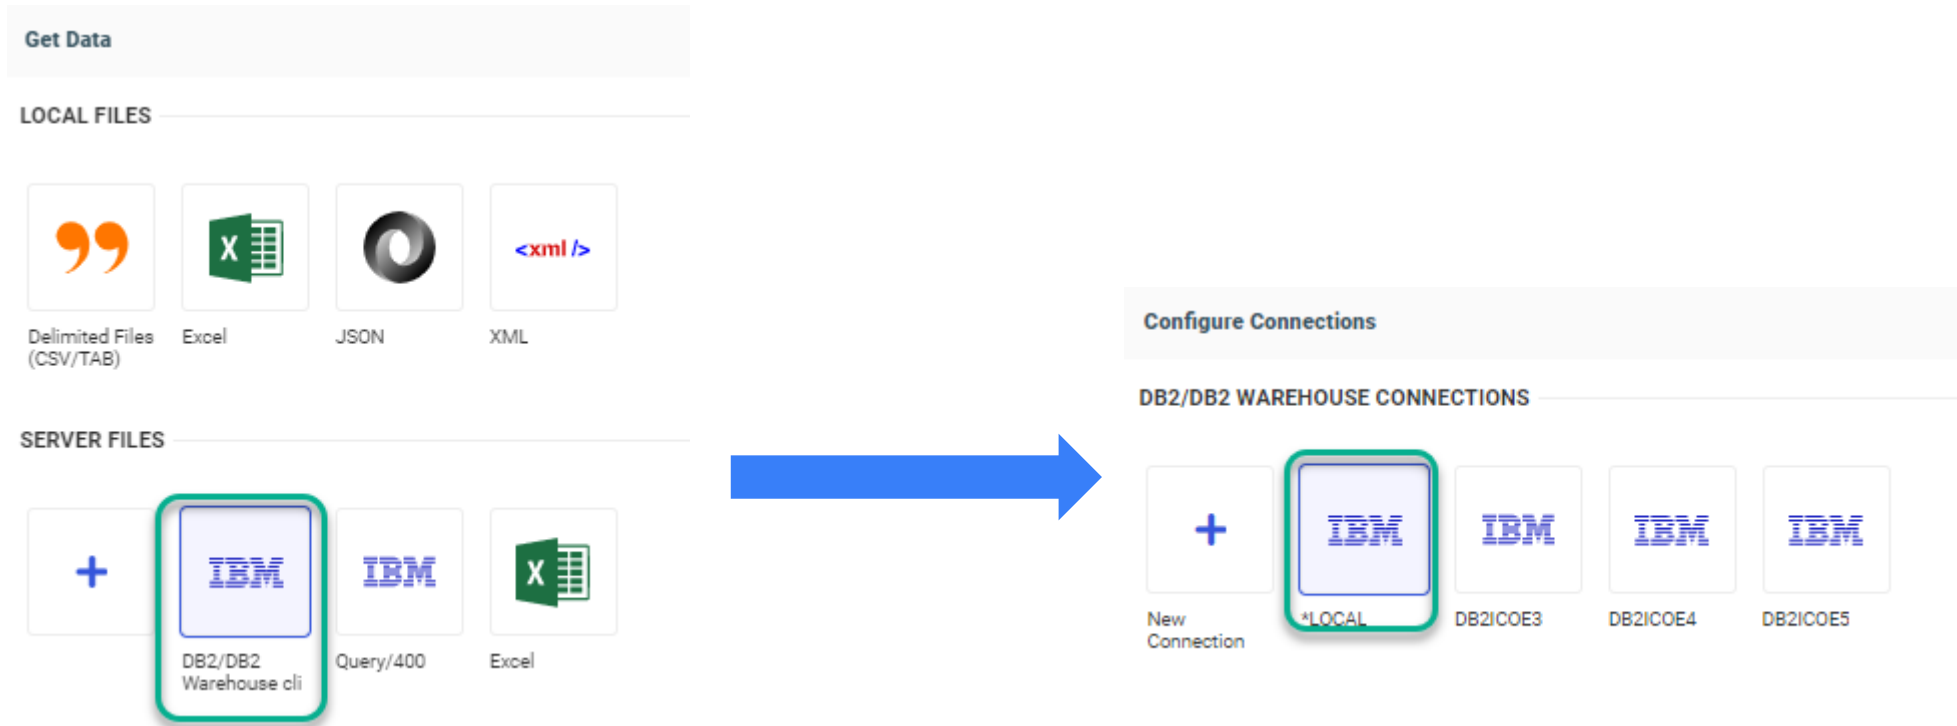 Get Data
LOCAL FILES
X
<xml />
Delimited Files
(CSV/TAB)
Excel
JSON
XML
SERVER FILES
+
IBM
IBM
X
DB2/DB2
Warehouse cli
Query/400
Excel
Configure Connections
DB2/DB2 WAREHOUSE CONNECTIONS
+
IBM
IBM
IBM
IBM
New
Connection
*LOCAL
DB2ICOE3
DB2ICOE4
DB2ICOE5